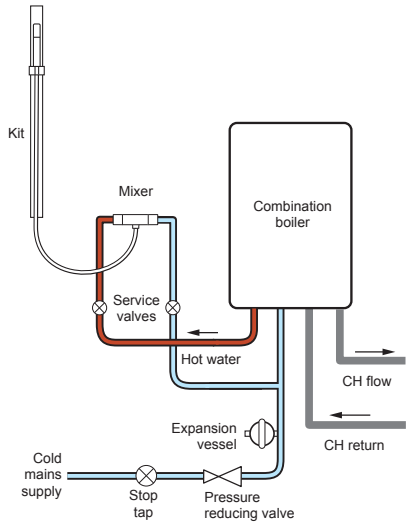 Kit
Mixer
Combination
boiler
Service
valves
Hot water
CH flow
Expansion
vessel
CH return
Cold
mains
supply
Stop
tap
Pressure
reducing valve